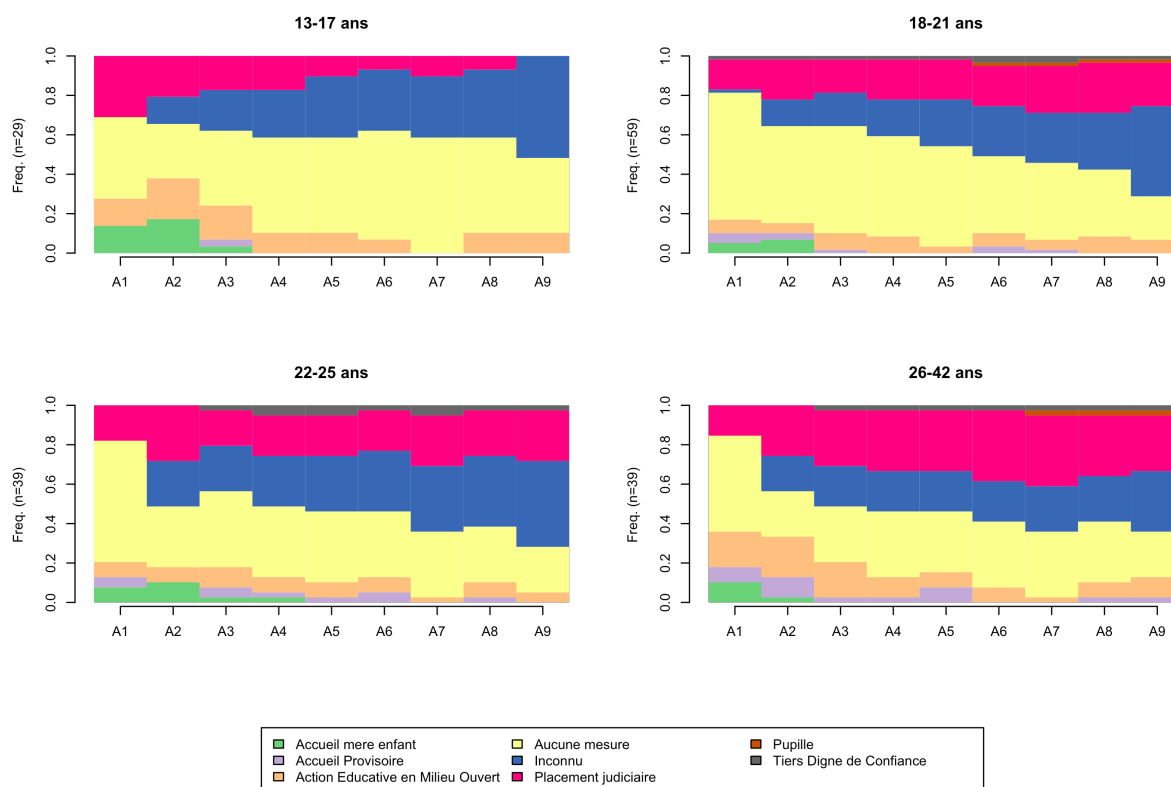 13-17 ans
18-21 ans
Freq. (n=29)
0.0 0.2 0.4 0.6 0.8 1.0
A1 A2 A3 A4 A5 A6 A7 A8 A9
Freq. (n=59)
0.0 0.2 0.4 0.6 0.8 1.0
A1 A2 A3 A4 A5 A6 A7 A8 A9
22-25 ans
26-42 ans
Freq. (n=39)
0.0 0.2 0.4 0.6 0.8 1.0
A1 A2 A3 A4 A5 A6 A7 A8 A9
Freq. (n=39)
0.0 0.2 0.4 0.6 0.8 1.0
A1 A2 A3 A4 A5 A6 A7 A8 A9
Accueil mere enfant
Accueil Provisoire
Action Educative en Milieu Ouvert
Aucune mesure
Inconnu
Placement judiciaire
Pupille
Tiers Digne de Confiance